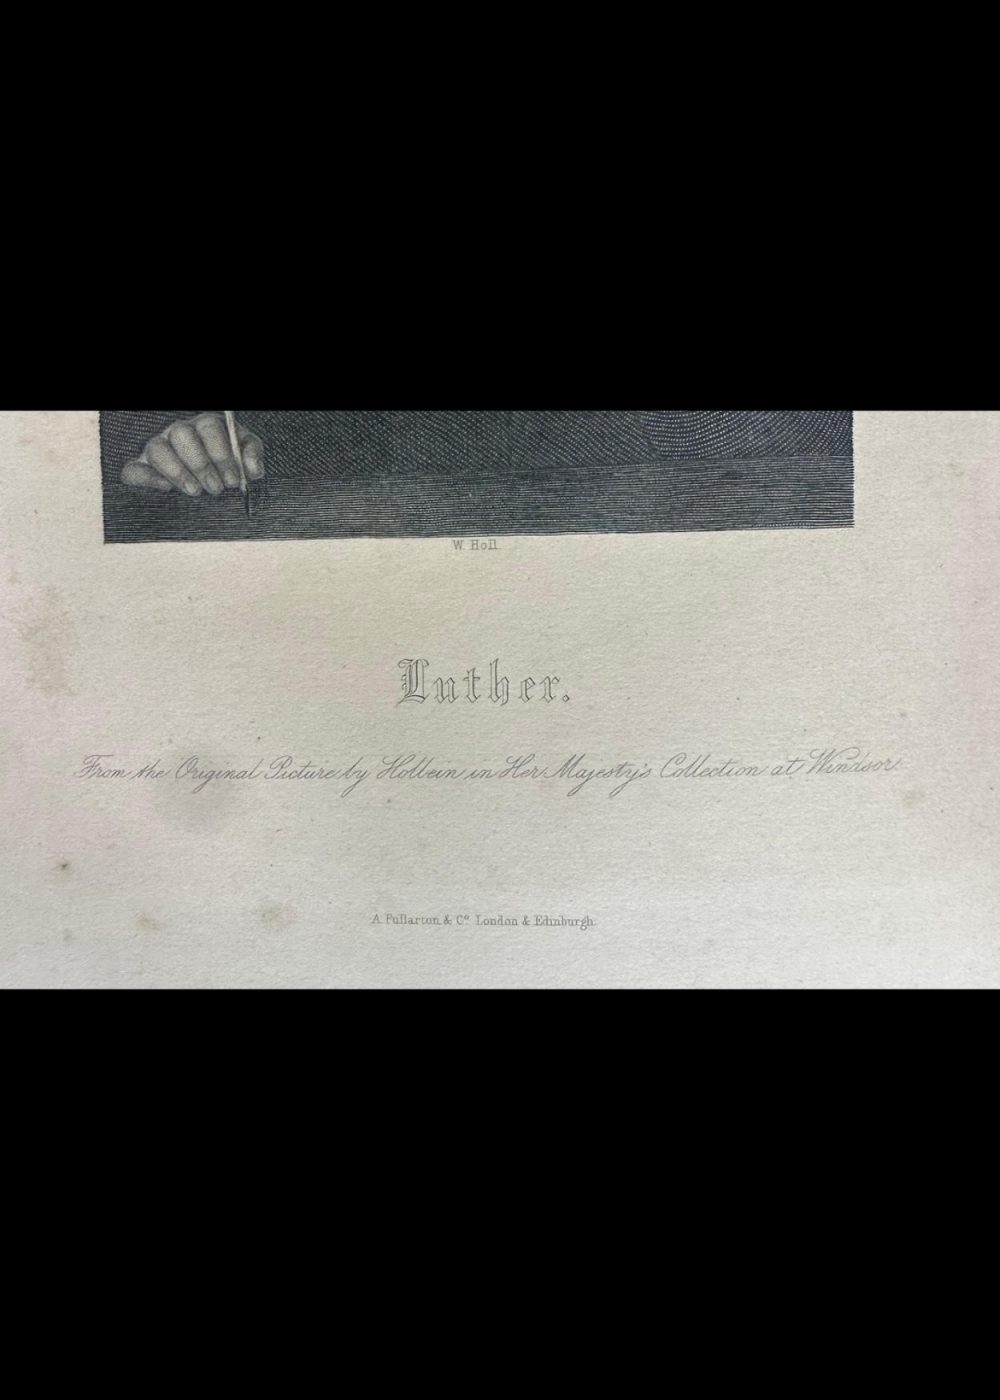 W. Holl.
Luther.
From the Original Picture by Holbein in Her Majesty's Collection at Windsor.
A. Fullarton & Co. London & Edinburgh.